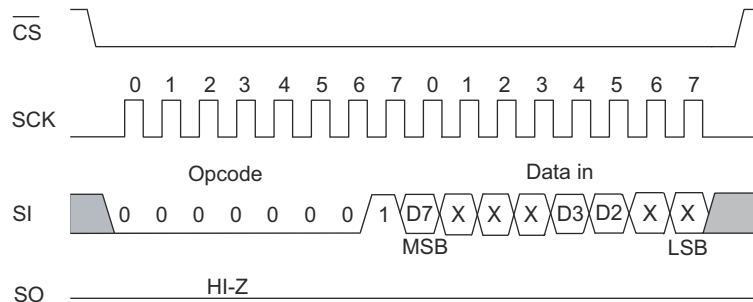 CS
0 1 2 3 4 5 6 7 0 1 2 3 4 5 6 7
SCK
Opcode Data in
SI 0 0 0 0 0 0 0 1 D7 X X X D3 D2 X X
MSB LSB
HI-Z
SO